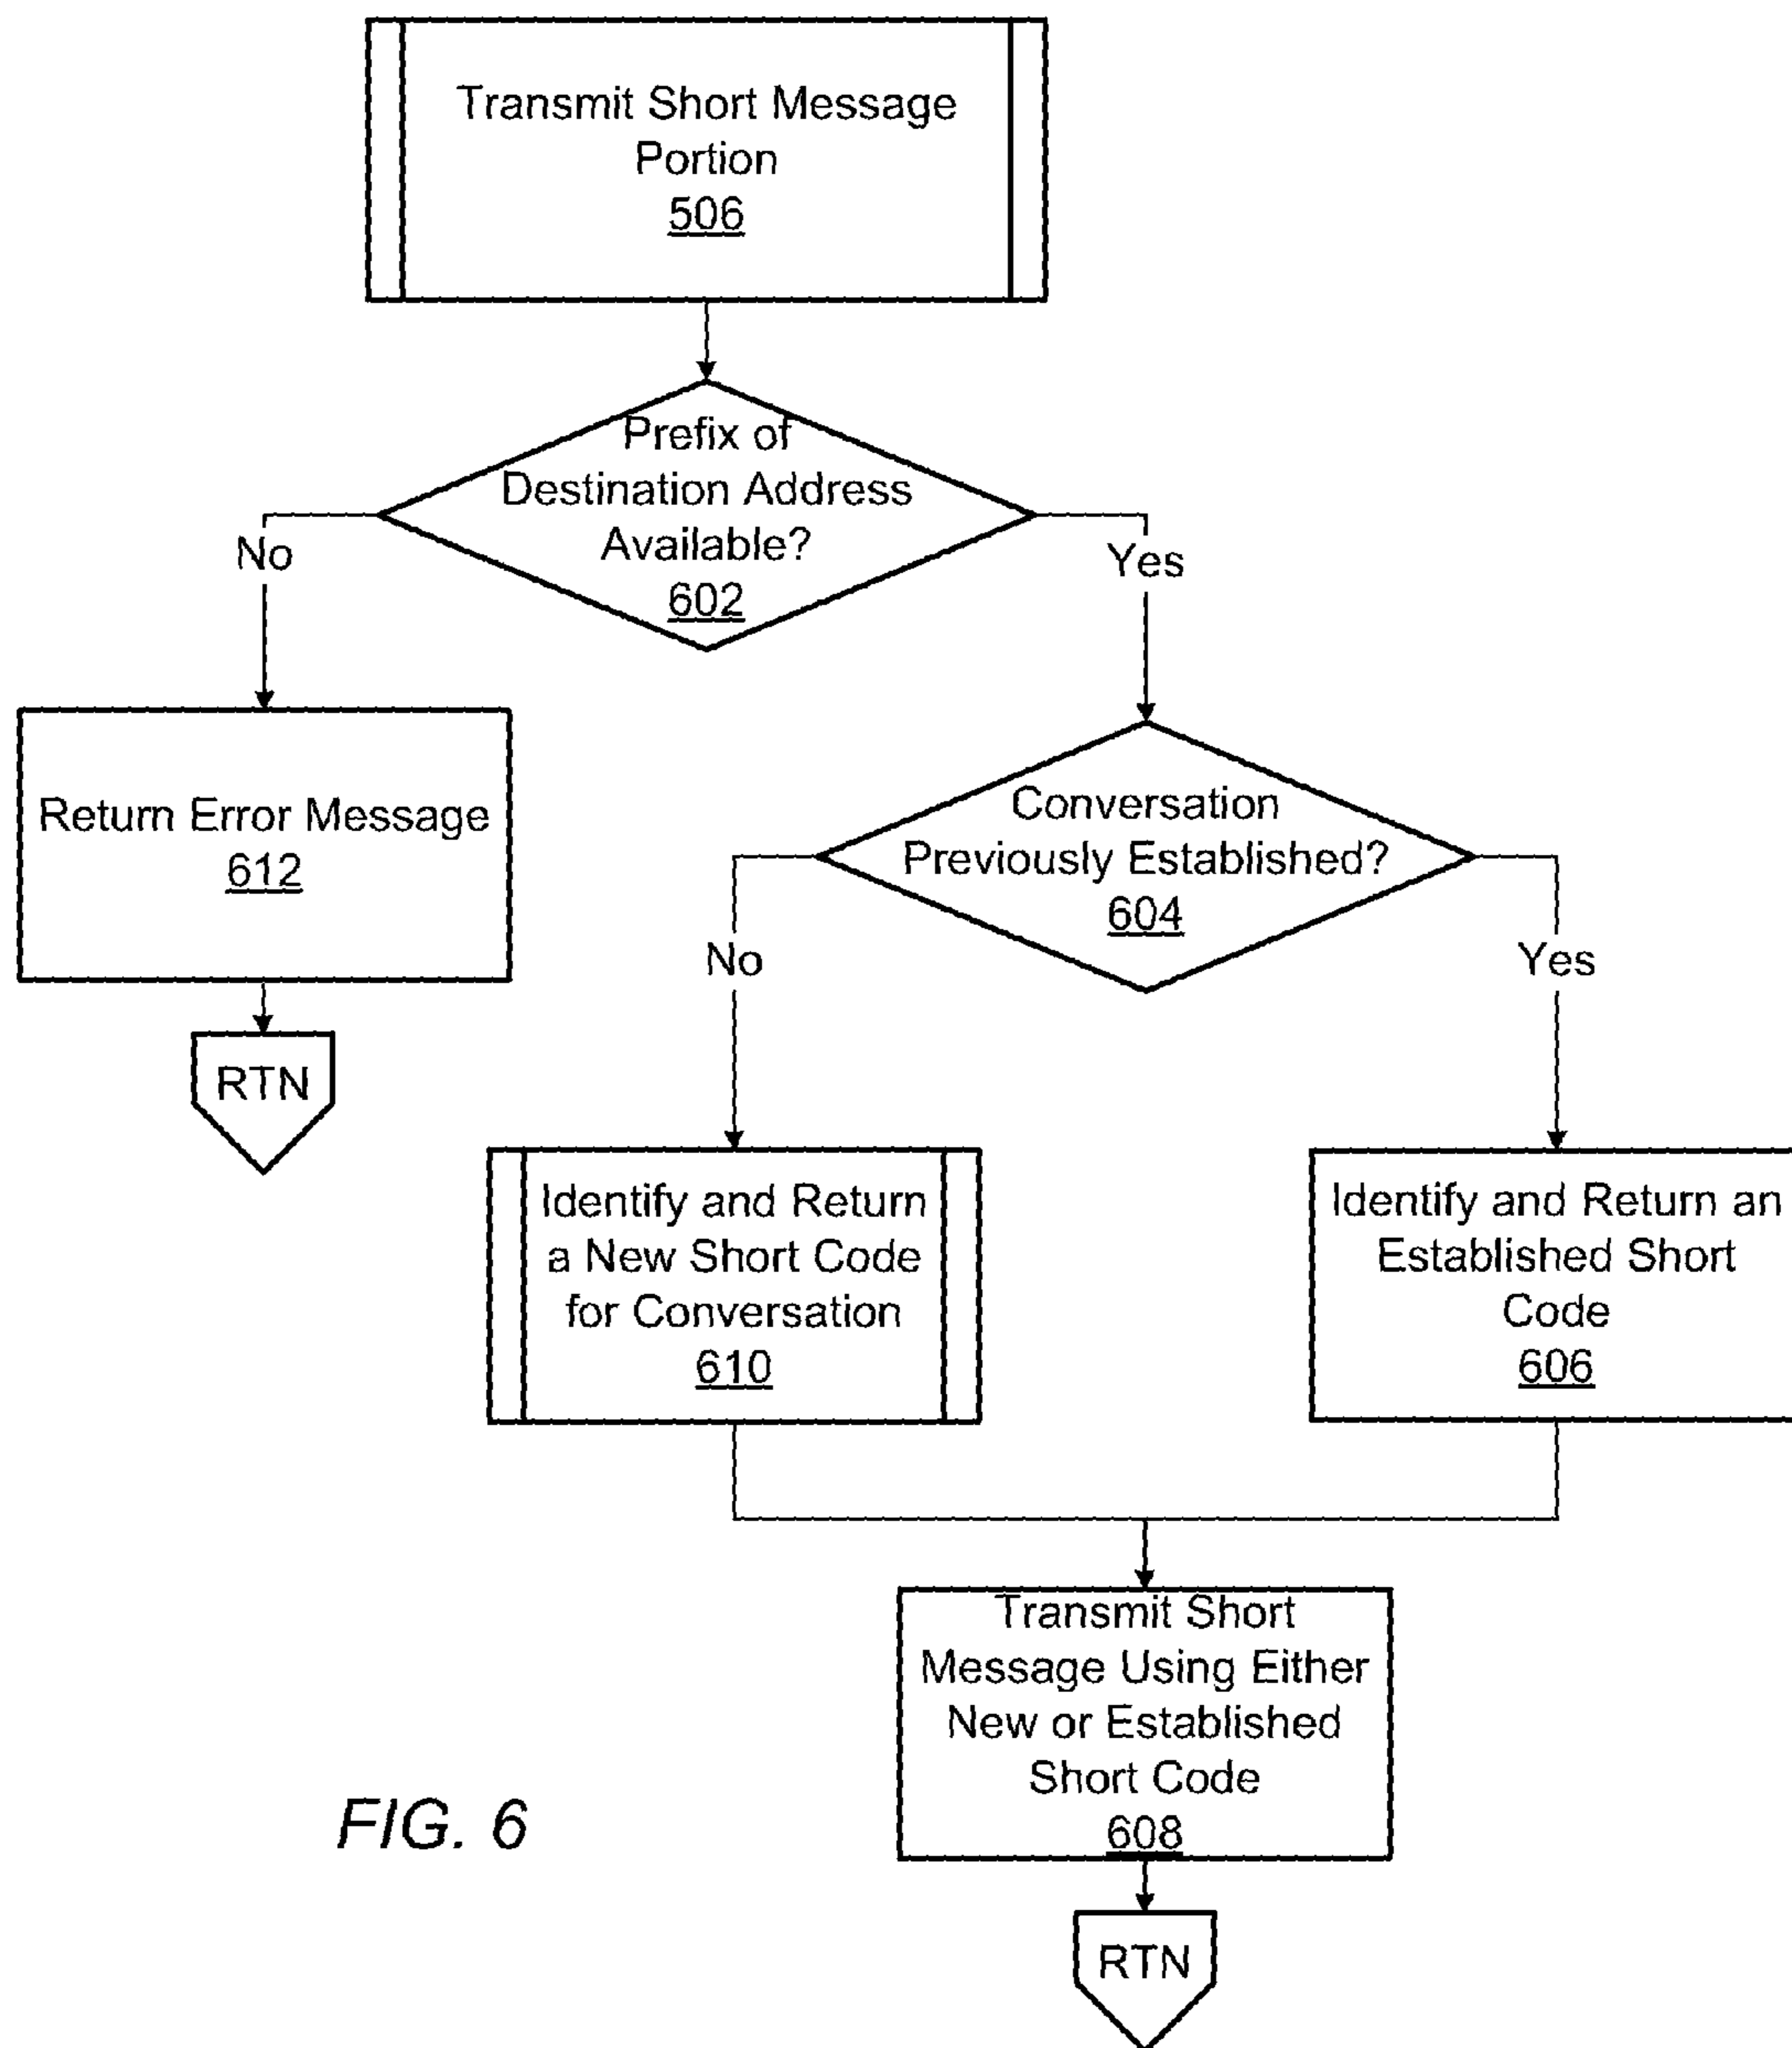 Transmit Short Message
Portion
506
Prefix of
Destination Address
Available?
602
No
Yes
Return Error Message
612
RTN
Conversation
Previously Established?
604
No
Yes
Identify and Return
a New Short Code
for Conversation
610
Identify and Return an
Established Short
Code
606
Transmit Short
Message Using Either
New or Established
Short Code
608
RTN
FIG. 6